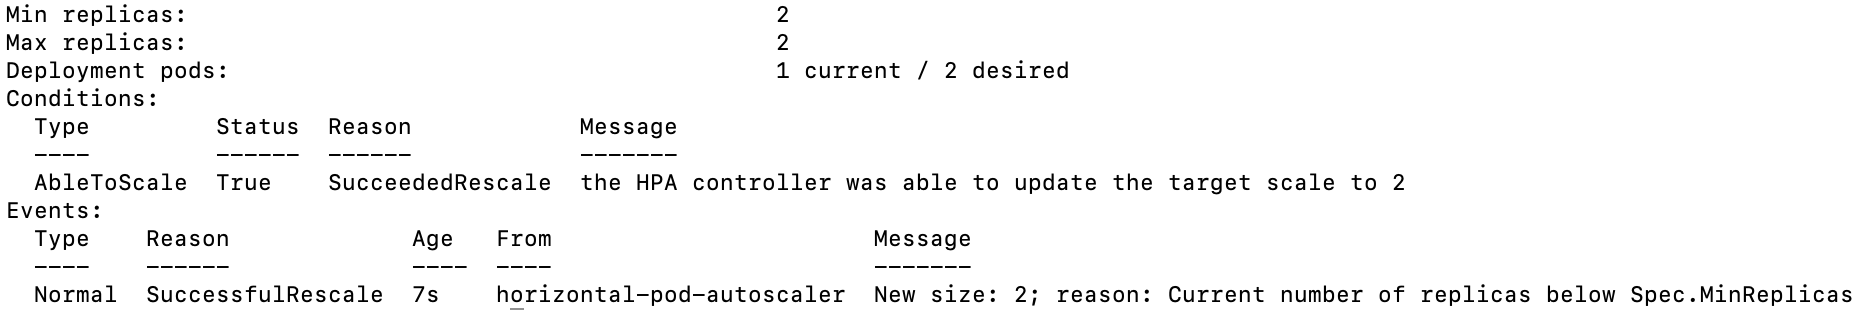 Min replicas: 2
Max replicas: 2
Deployment pods: 1 current / 2 desired
Conditions:
Type Status Reason Message
---- ------ ------ -------
AbleToScale True SucceededRescale the HPA controller was able to update the target scale to 2
Events:
Type Reason Age From Message
---- ------ ---- ---- -------
Normal SuccessfulRescale 7s horizontal-pod-autoscaler New size: 2; reason: Current number of replicas below Spec.MinReplicas